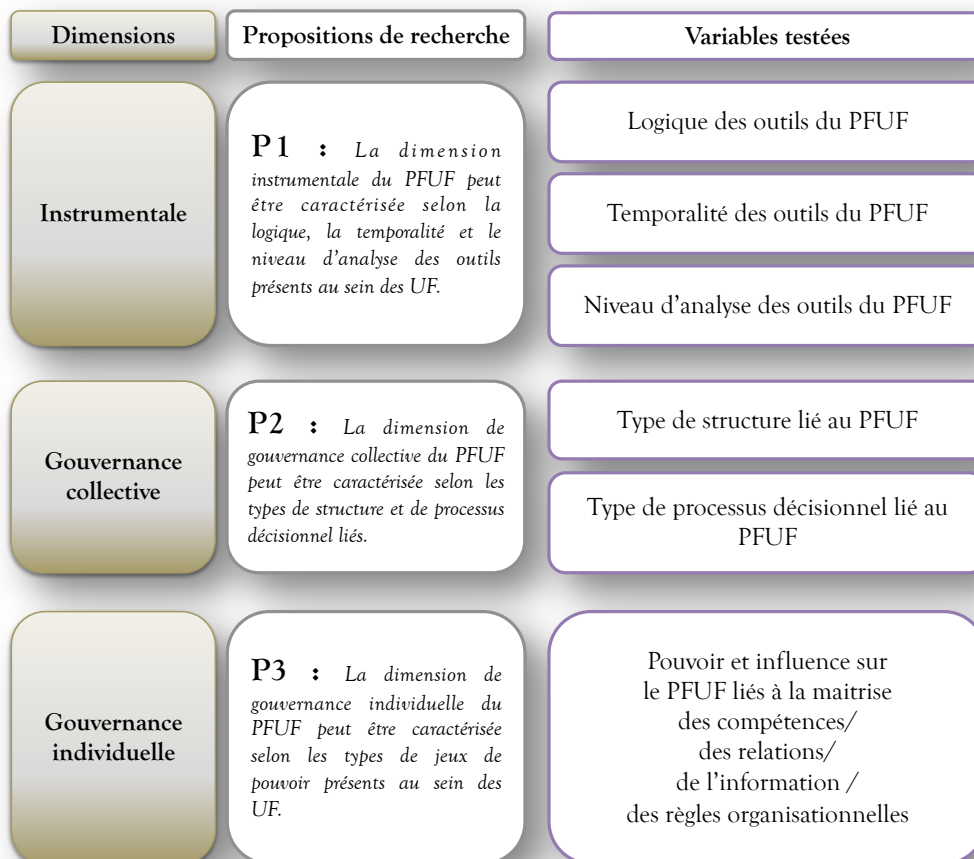 Dimensions
Propositions de recherche
Variables testées
Instrumentale
P1 : La dimension
instrumentale du PFUF peut
être caractérisée selon la
logique, la temporalité et le
niveau d'analyse des outils
présents au sein des UF.
Logique des outils du PFUF
Temporalité des outils du PFUF
Niveau d'analyse des outils du PFUF
Gouvernance
collective
P2 : La dimension de
gouvernance collective du PFUF
peut être caractérisée selon les
types de structure et de processus
décisionnel liés.
Type de structure lié au PFUF
Type de processus décisionnel lié au
PFUF
Gouvernance
individuelle
P3 : La dimension de
gouvernance individuelle du
PFUF peut être caractérisée
selon les types de jeux de
pouvoir présents au sein des
UF.
Pouvoir et influence sur
le PFUF liés à la maitrise
des compétences/
des relations/
de l'information /
des règles organisationnelles